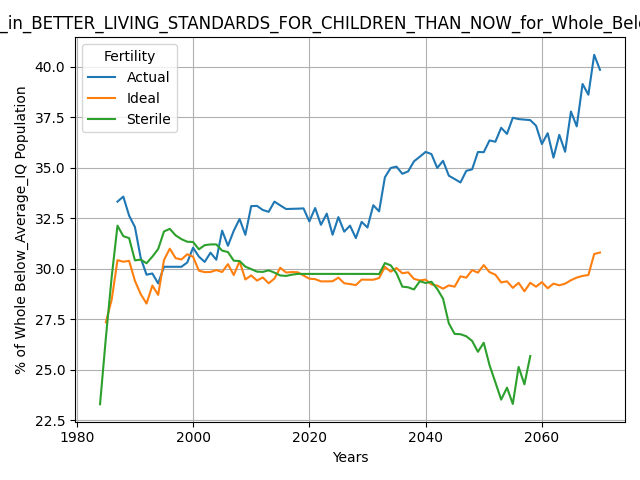 _in_BETTER_LIVING_STANDARDS_FOR_CHILDREN_THAN_NOW_for_Whole_Belo
Fertility
Actual
Ideal
Sterile
% of Whole Below_Average_IQ Population
40.0
37.5
35.0
32.5
30.0
27.5
25.0
22.5
1980
2000
2020
2040
2060
Years